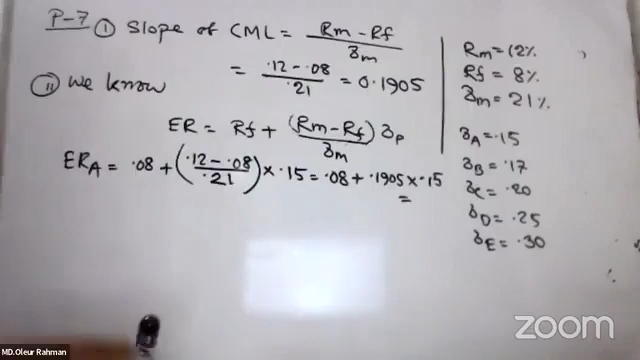 P-7 (i) Slope of CML = (Rm - Rf) / σm
= (.12 - .08) / .21 = 0.1905
(ii) We know
ER = Rf + (Rm - Rf) / σm σp
ERA = .08 + (.12 - .08 / .21) × .15 = .08 + .1905 × .15
=
Rm = 12%
Rf = 8%
σm = 21%
σA = .15
σB = .17
σC = .20
σD = .25
σE = .30
MD.Oleur Rahman
zoom